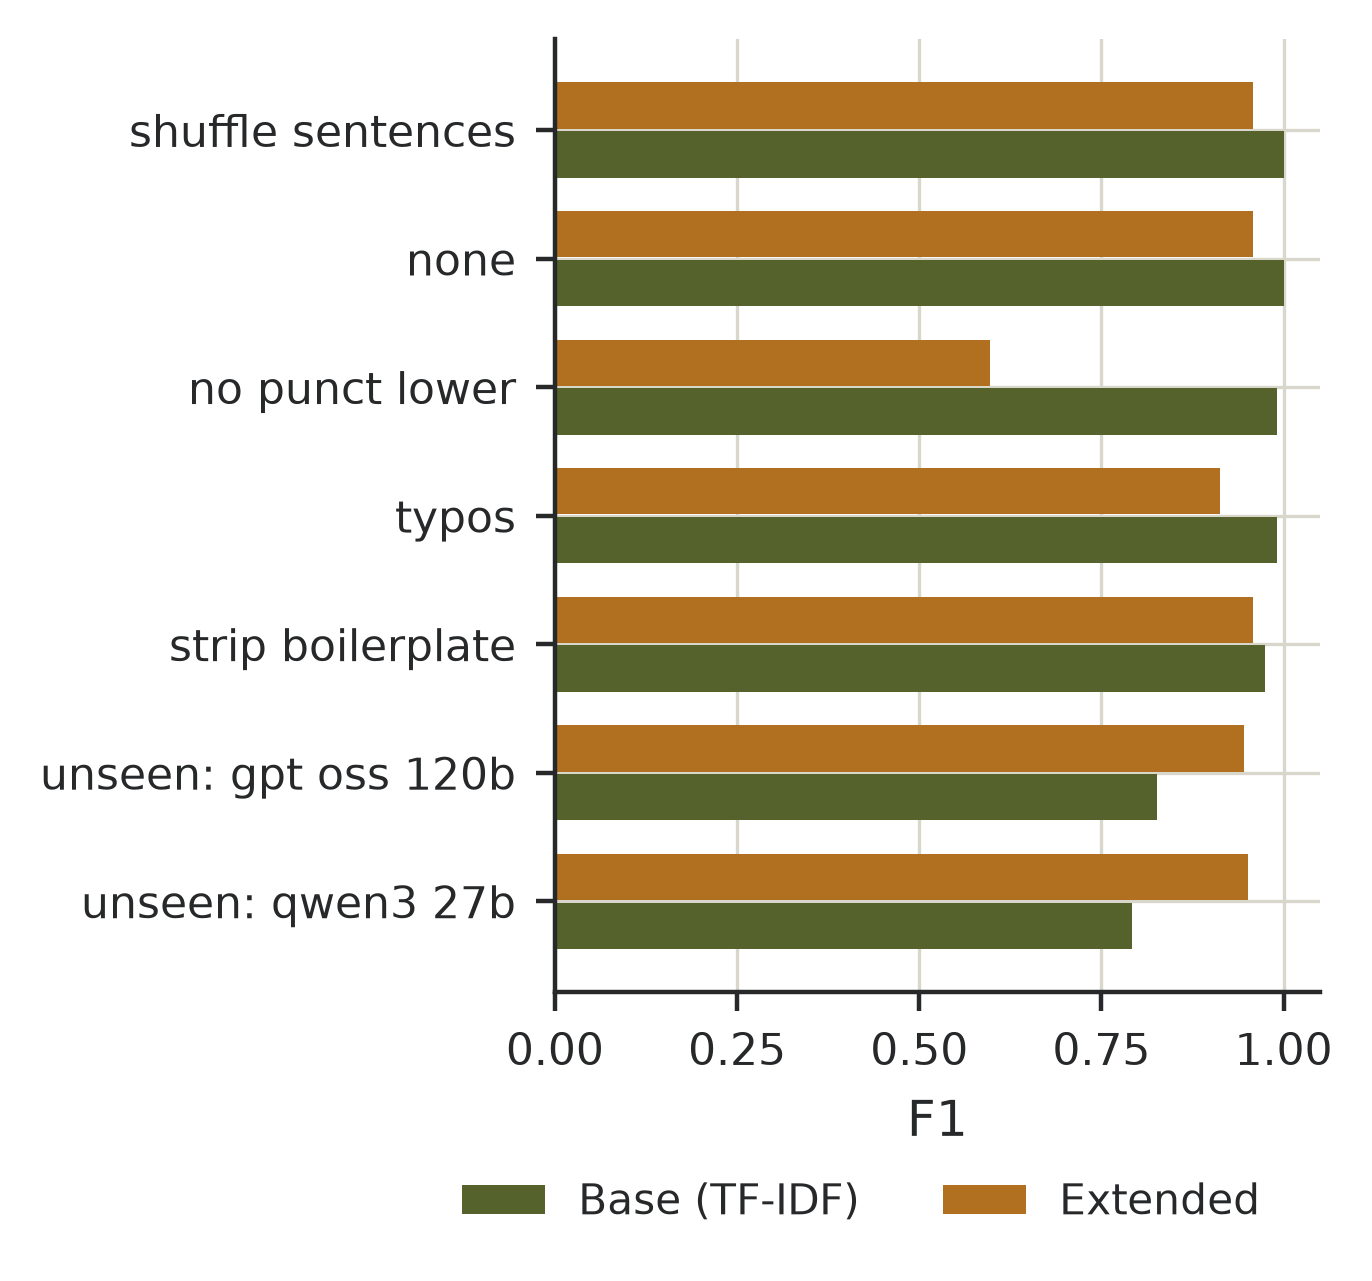 shuffle sentences
none
no punct lower
typos
strip boilerplate
unseen: gpt oss 120b
unseen: qwen3 27b
0.00 0.25 0.50 0.75 1.00
F1
Base (TF-IDF) Extended